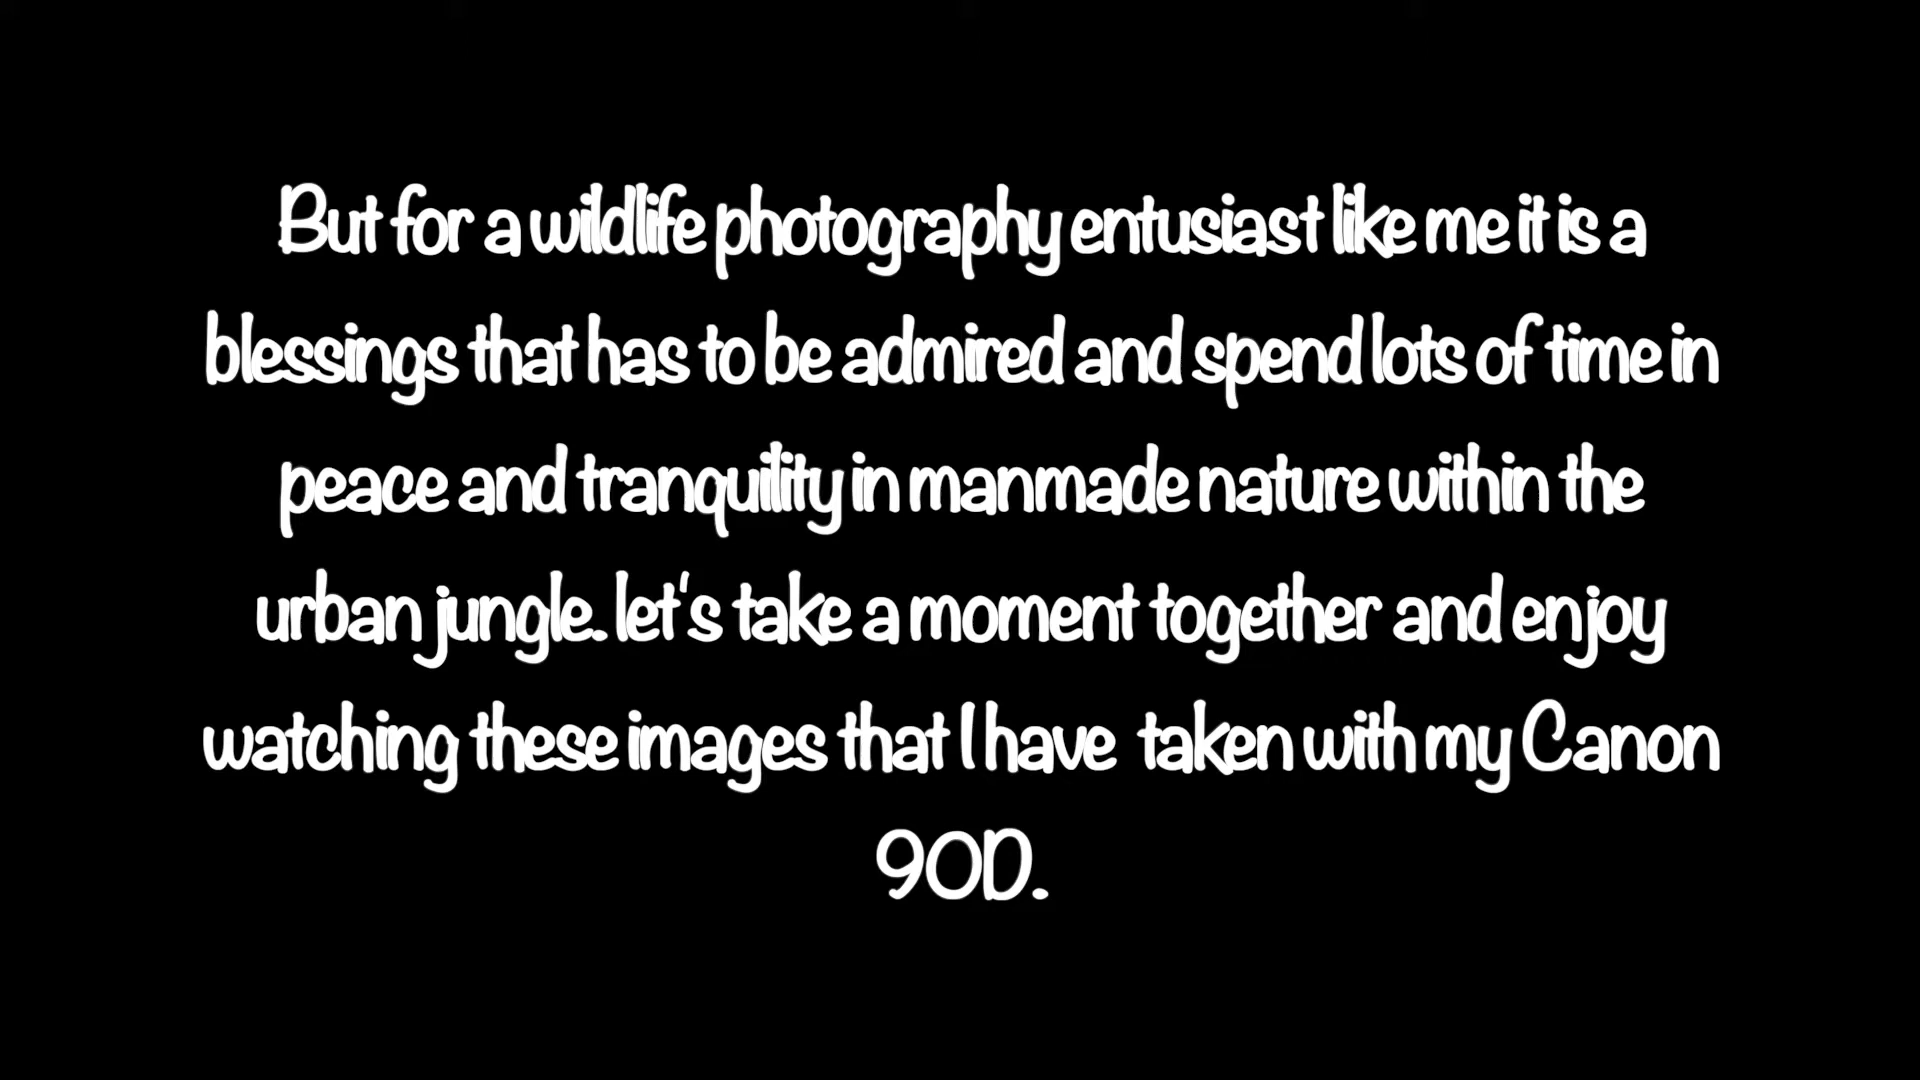 But for a wildlife photography entusiast like me it is a
blessings that has to be admired and spend lots of time in
peace and tranquility in manmade nature within the
urban jungle. let's take a moment together and enjoy
watching these images that I have taken with my Canon
90D.